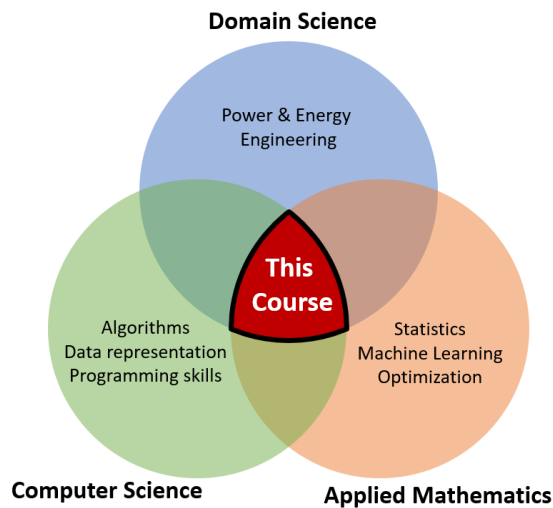 Domain Science
Power & Energy
Engineering
This
Course
Algorithms
Data representation
Programming skills
Statistics
Machine Learning
Optimization
Computer Science
Applied Mathematics